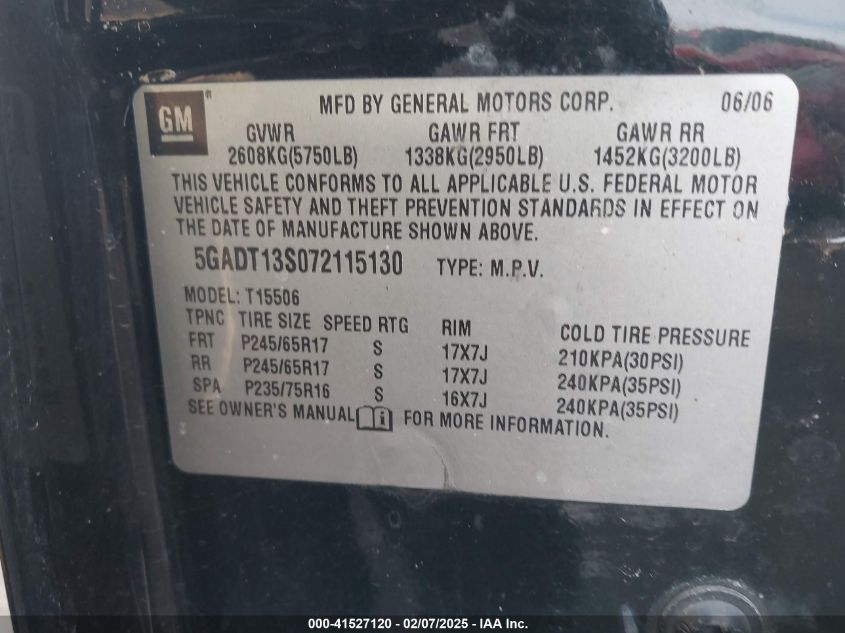 GM® MFD BY GENERAL MOTORS CORP. 06/06
GVWR GAWR FRT GAWR RR
2608KG(5750LB) 1338KG(2950LB) 1452KG(3200LB)
THIS VEHICLE CONFORMS TO ALL APPLICABLE U.S. FEDERAL MOTOR
VEHICLE SAFETY AND THEFT PREVENTION STANDARDS IN EFFECT ON
THE DATE OF MANUFACTURE SHOWN ABOVE.
5GADT13S072115130 TYPE: M.P.V.
MODEL: T15506
TPNC TIRE SIZE SPEED RTG RIM COLD TIRE PRESSURE
FRT P245/65R17 S 17X7J 210KPA(30PSI)
RR P245/65R17 S 17X7J 240KPA(35PSI)
SPA P235/75R16 S 16X7J 240KPA(35PSI)
SEE OWNER'S MANUAL i FOR MORE INFORMATION.
000-41527120 - 02/07/2025 - IAA Inc.